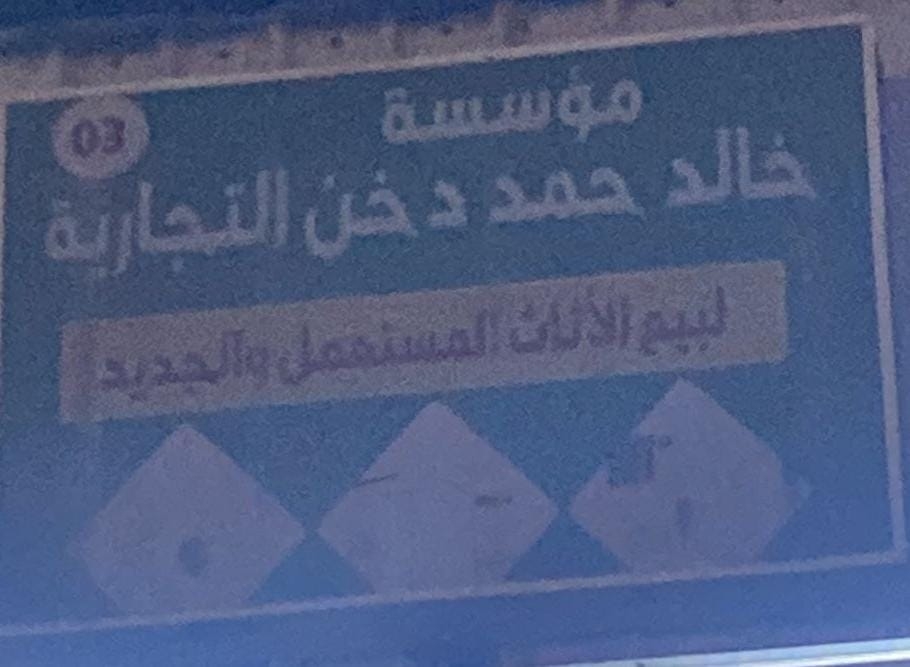 مؤسسة
03
خالد حمد دخن التجارية
لبيع الأثاث المستعمل والجديد